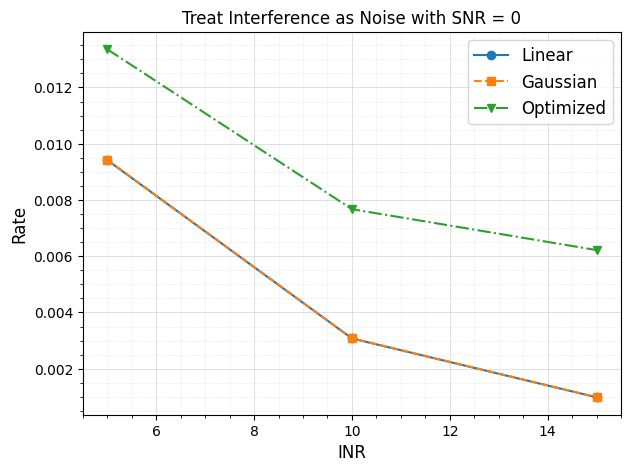 Treat Interference as Noise with SNR = 0
Linear
Gaussian
Optimized
Rate
0.012
0.010
0.008
0.006
0.004
0.002
6 8 10 12 14
INR